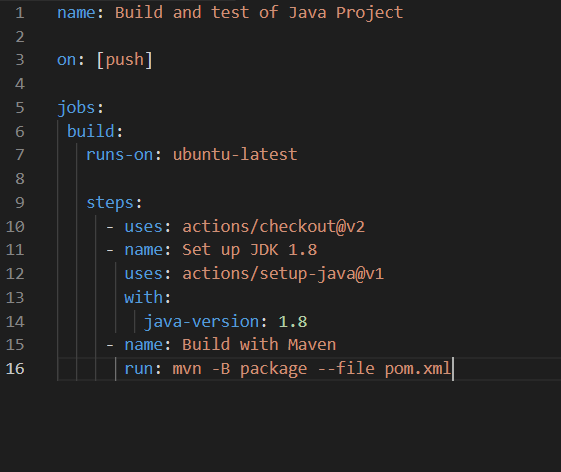 1 name: Build and test of Java Project
2
3 on: [push]
4
5 jobs:
6 build:
7 runs-on: ubuntu-latest
8
9 steps:
10 - uses: actions/checkout@v2
11 - name: Set up JDK 1.8
12 uses: actions/setup-java@v1
13 with:
14 java-version: 1.8
15 - name: Build with Maven
16 run: mvn -B package --file pom.xml